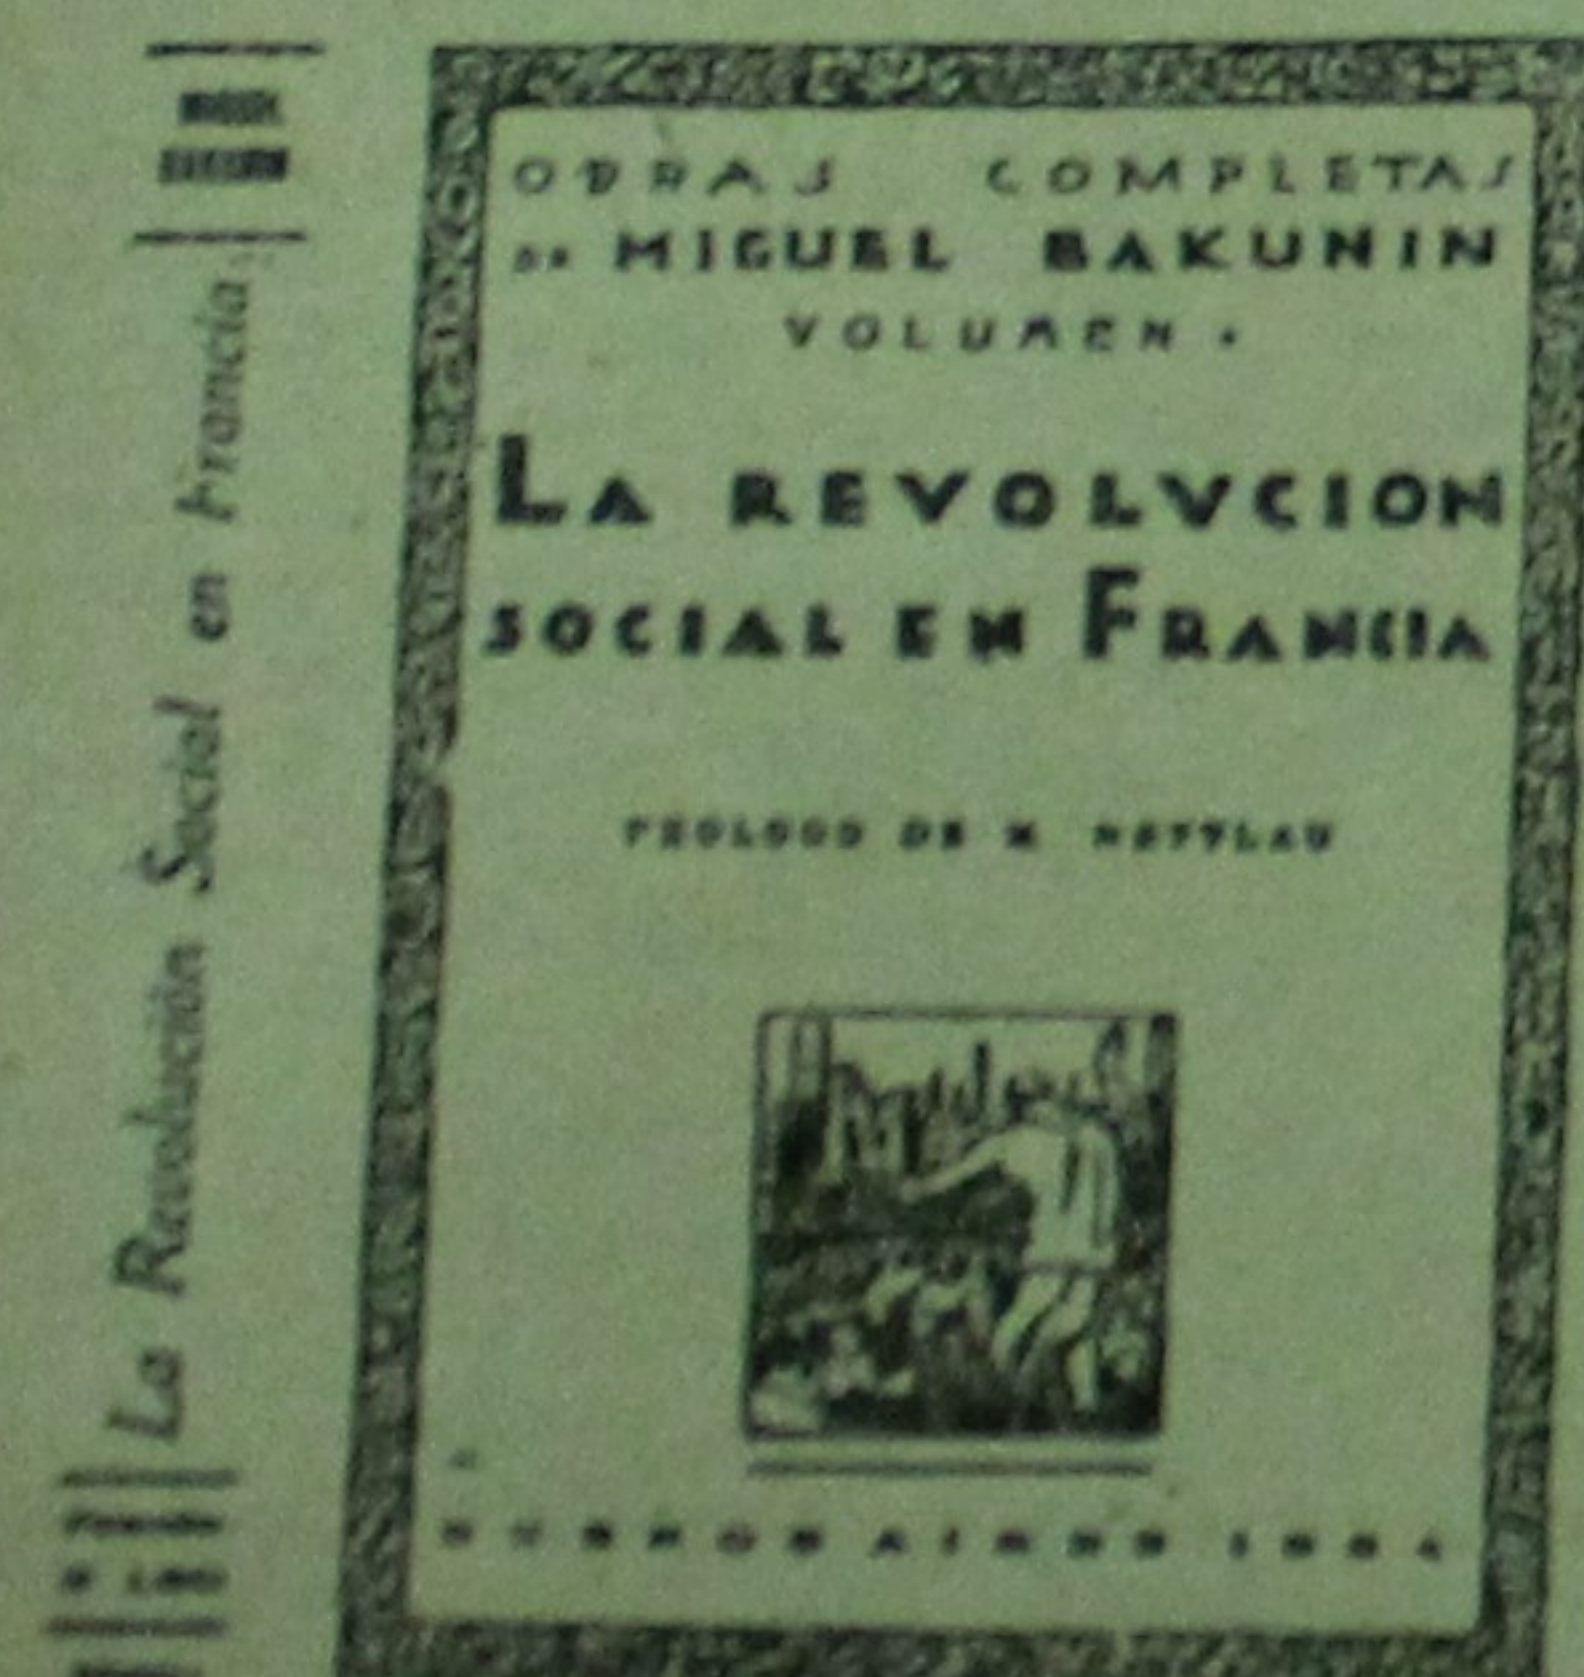 La Revolución Social en Francia
OBRAS COMPLETAS
DE MIGUEL BAKUNIN
VOLUMEN
LA REVOLVCION
SOCIAL EN FRANCIA
PROLOGO DE M. NETTLAU
BUENOS AIRES